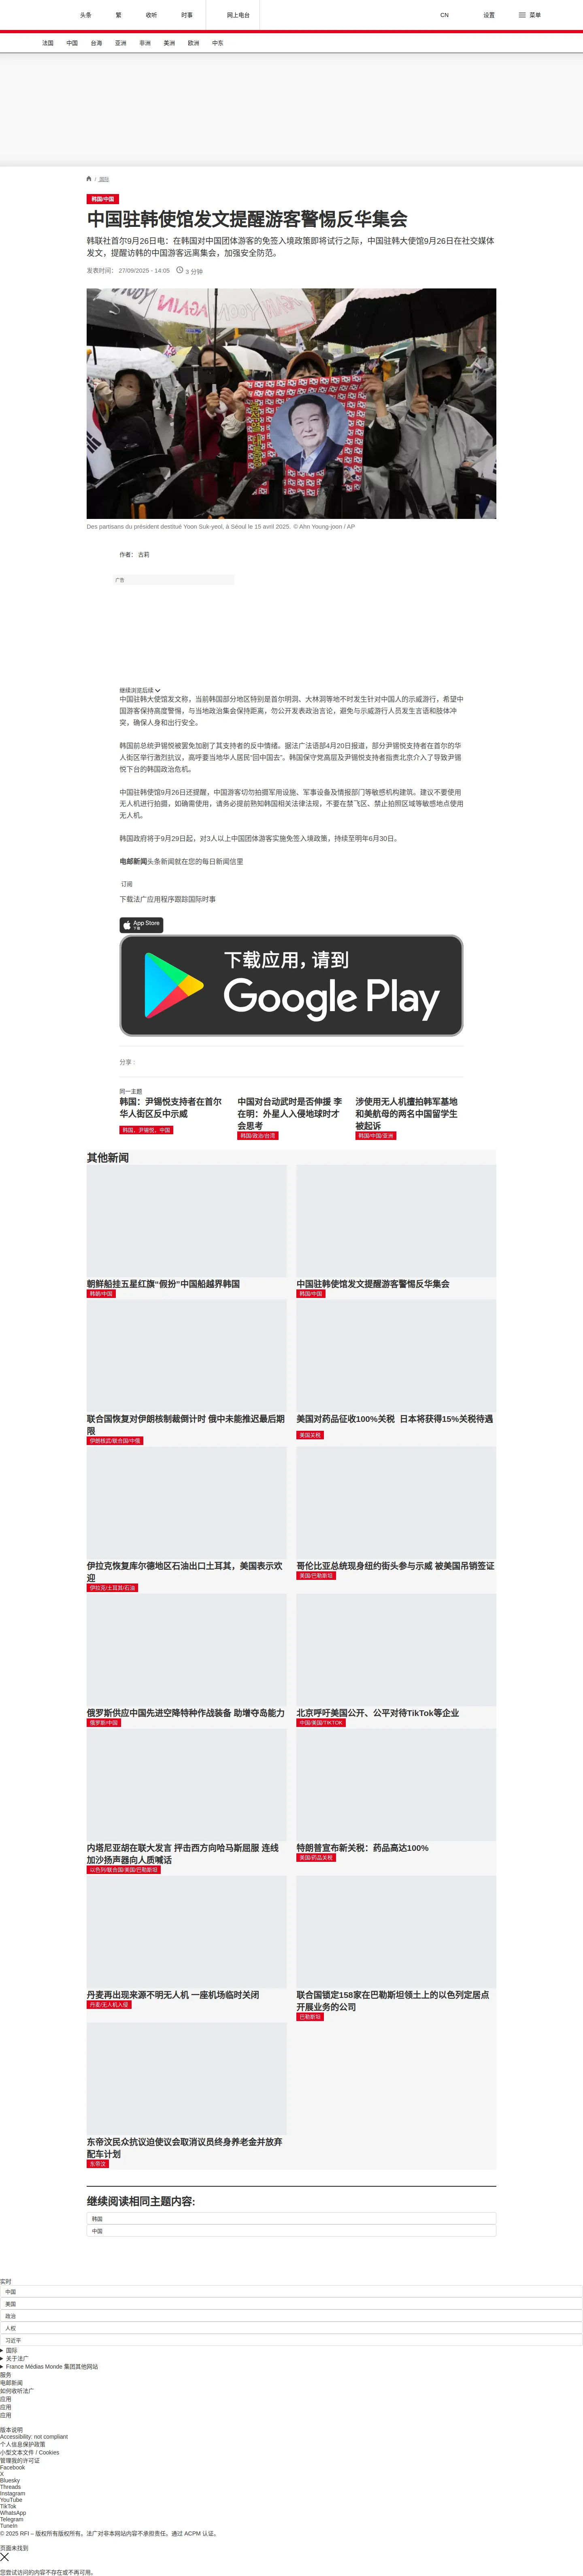 头条
繁
收听
时事
网上电台
CN
设置
菜单
法国
中国
台海
亚洲
非洲
美洲
欧洲
中东
/ 国际
韩国/中国
中国驻韩使馆发文提醒游客警惕反华集会
韩联社首尔9月26日电：在韩国对中国团体游客的免签入境政策即将试行之际，中国驻韩大使馆9月26日在社交媒体
发文，提醒访韩的中国游客远离集会，加强安全防范。
发表时间： 27/09/2025 - 14:05
3 分钟
Des partisans du président destitué Yoon Suk-yeol, à Séoul le 15 avril 2025. © Ahn Young-joon / AP
作者： 古莉
广告
继续浏览后续
中国驻韩大使馆发文称，当前韩国部分地区特别是首尔明洞、大林洞等地不时发生针对中国人的示威游行，希望中
国游客保持高度警惕，与当地政治集会保持距离，勿公开发表政治言论，避免与示威游行人员发生言语和肢体冲
突，确保人身和出行安全。
韩国前总统尹锡悦被罢免加剧了其支持者的反中情绪。据法广法语部4月20日报道，部分尹锡悦支持者在首尔的华
人街区举行激烈抗议，高呼要当地华人居民“回中国去”。韩国保守党高层及尹锡悦支持者指责北京介入了导致尹锡
悦下台的韩国政治危机。
中国驻韩使馆9月26日还提醒，中国游客切勿拍摄军用设施、军事设备及情报部门等敏感机构建筑。建议不要使用
无人机进行拍摄，如确需使用，请务必提前熟知韩国相关法律法规，不要在禁飞区、禁止拍照区域等敏感地点使用
无人机。
韩国政府将于9月29日起，对3人以上中国团体游客实施免签入境政策，持续至明年6月30日。
电邮新闻头条新闻就在您的每日新闻信里
订阅
下载法广应用程序跟踪国际时事
App Store
下载
下载应用，请到
Google Play
分享 :
同一主题
韩国：尹锡悦支持者在首尔
华人街区反中示威
韩国，尹锡悦，中国
中国对台动武时是否伸援 李
在明：外星人入侵地球时才
会思考
韩国/政治/台湾
涉使用无人机擅拍韩军基地
和美航母的两名中国留学生
被起诉
韩国/中国/亚洲
其他新闻
朝鲜船挂五星红旗“假扮”中国船越界韩国
韩朝/中国
中国驻韩使馆发文提醒游客警惕反华集会
韩国/中国
联合国恢复对伊朗核制裁倒计时 俄中未能推迟最后期
限
伊朗核武/联合国/中俄
美国对药品征收100%关税 日本将获得15%关税待遇
美国关税
伊拉克恢复库尔德地区石油出口土耳其，美国表示欢
迎
伊拉克/土耳其/石油
哥伦比亚总统现身纽约街头参与示威 被美国吊销签证
美国/巴勒斯坦
俄罗斯供应中国先进空降特种作战装备 助增夺岛能力
俄罗斯/中国
北京呼吁美国公开、公平对待TikTok等企业
中国/美国/TIKTOK
内塔尼亚胡在联大发言 抨击西方向哈马斯屈服 连线
加沙扬声器向人质喊话
以色列/联合国/美国/巴勒斯坦
特朗普宣布新关税：药品高达100%
美国/药品关税
丹麦再出现来源不明无人机 一座机场临时关闭
丹麦/无人机入侵
联合国锁定158家在巴勒斯坦领土上的以色列定居点
开展业务的公司
巴勒斯坦
东帝汶民众抗议迫使议会取消议员终身养老金并放弃
配车计划
东帝汶
继续阅读相同主题内容:
韩国
中国
实时
中国
美国
政治
人权
习近平
国际
关于法广
France Médias Monde 集团其他网站
服务
电邮新闻
如何收听法广
应用
应用
应用
版本说明
Accessibility: not compliant
个人信息保护政策
小型文本文件 / Cookies
管理我的许可证
Facebook
X
Bluesky
Threads
Instagram
YouTube
TikTok
WhatsApp
Telegram
TuneIn
© 2025 RFI – 版权所有版权所有。法广对非本网站内容不承担责任。通过 ACPM 认证。
页面未找到
您尝试访问的内容不存在或不再可用。